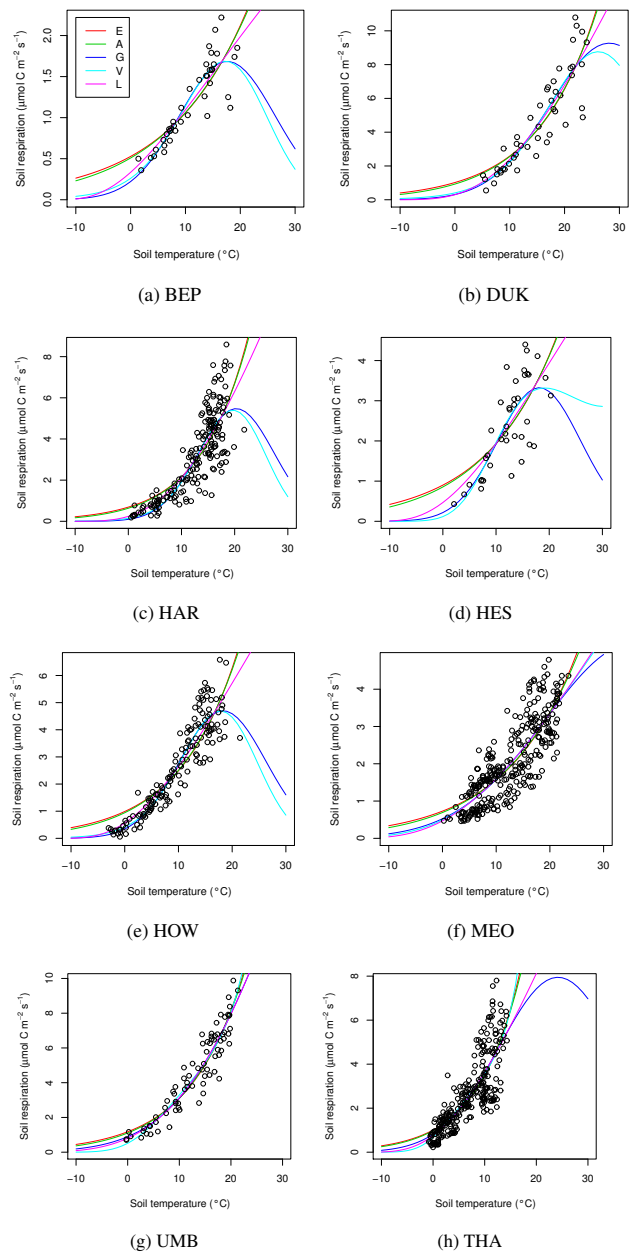 E
A
G
V
L
Soil respiration (µmol C m⁻² s⁻¹)
0.0 0.5 1.0 1.5 2.0
−10 0 10 20 30
Soil temperature (°C)
(a) BEP
Soil respiration (µmol C m⁻² s⁻¹)
0 2 4 6 8 10
−10 0 10 20 30
Soil temperature (°C)
(b) DUK
Soil respiration (µmol C m⁻² s⁻¹)
0 2 4 6 8
−10 0 10 20 30
Soil temperature (°C)
(c) HAR
Soil respiration (µmol C m⁻² s⁻¹)
0 1 2 3 4
−10 0 10 20 30
Soil temperature (°C)
(d) HES
Soil respiration (µmol C m⁻² s⁻¹)
0 1 2 3 4 5 6
−10 0 10 20 30
Soil temperature (°C)
(e) HOW
Soil respiration (µmol C m⁻² s⁻¹)
0 1 2 3 4
−10 0 10 20 30
Soil temperature (°C)
(f) MEO
Soil respiration (µmol C m⁻² s⁻¹)
0 2 4 6 8 10
−10 0 10 20 30
Soil temperature (°C)
(g) UMB
Soil respiration (µmol C m⁻² s⁻¹)
0 2 4 6 8
−10 0 10 20 30
Soil temperature (°C)
(h) THA